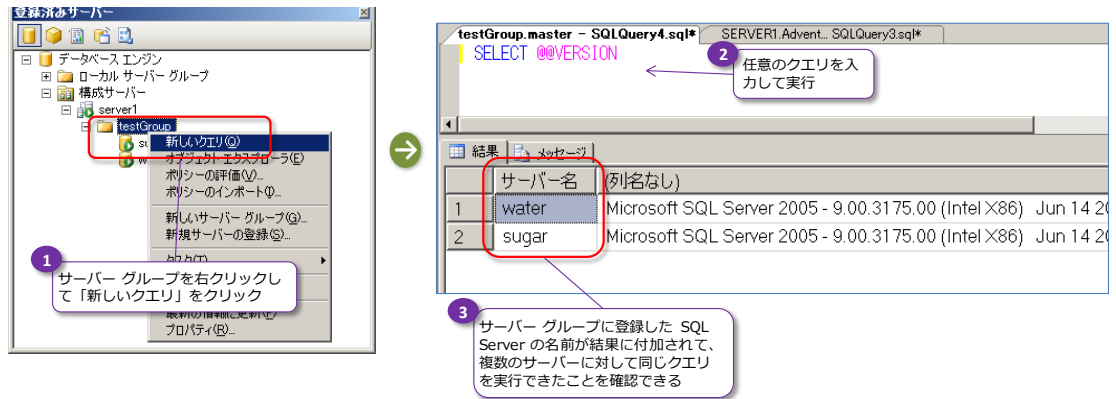 登録済みサーバー
データベース エンジン
ローカル サーバー グループ
構成サーバー
server1
testGroup
su
w
新しいクエリ(Q)
オブジェクト エクスプローラ(E)
ポリシーの評価(V)...
ポリシーのインポート(I)...
新しいサーバー グループ(G)...
新規サーバーの登録(S)...
タスク(T)
最新の情報に更新(F)
プロパティ(R)...
1
サーバー グループを右クリックし
て「新しいクエリ」をクリック
testGroup.master - SQLQuery4.sql*
SERVER1.Advent... SQLQuery3.sql*
SELECT @@VERSION
2
任意のクエリを入
力して実行
結果
メッセージ
サーバー名
(列名なし)
1 water Microsoft SQL Server 2005 - 9.00.3175.00 (Intel X86) Jun 14 20
2 sugar Microsoft SQL Server 2005 - 9.00.3175.00 (Intel X86) Jun 14 20
3
サーバー グループに登録した SQL
Server の名前が結果に付加されて、
複数のサーバーに対して同じクエリ
を実行できたことを確認できる